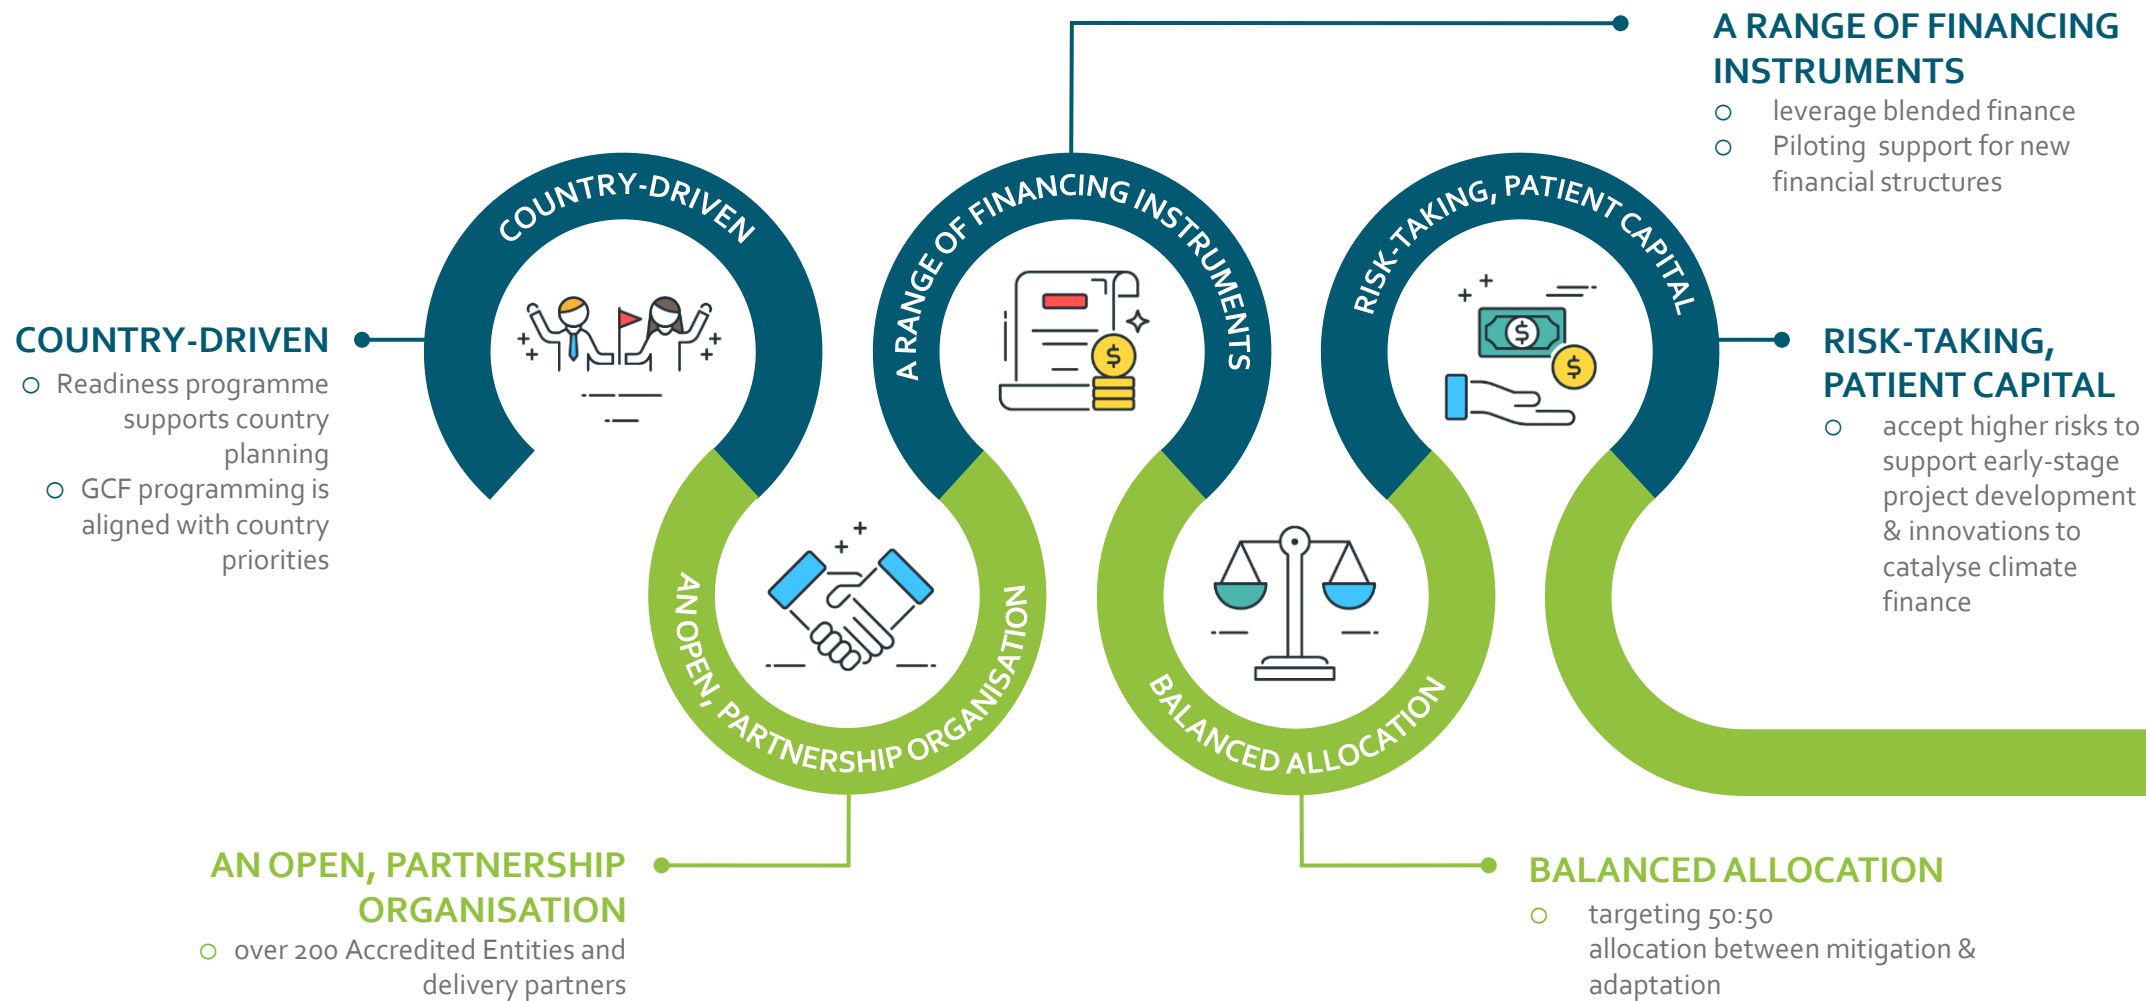 A RANGE OF FINANCING
INSTRUMENTS
leverage blended finance
Piloting support for new
financial structures
COUNTRY-DRIVEN
A RANGE OF FINANCING INSTRUMENTS
RISK-TAKING, PATIENT CAPITAL
COUNTRY-DRIVEN
Readiness programme
supports country
planning
GCF programming is
aligned with country
priorities
$
$
$
RISK-TAKING,
PATIENT CAPITAL
accept higher risks to
support early-stage
project development
& innovations to
catalyse climate
finance
AN OPEN, PARTNERSHIP ORGANISATION
BALANCED ALLOCATION
AN OPEN, PARTNERSHIP
ORGANISATION
over 200 Accredited Entities and
delivery partners
BALANCED ALLOCATION
targeting 50:50
allocation between mitigation &
adaptation